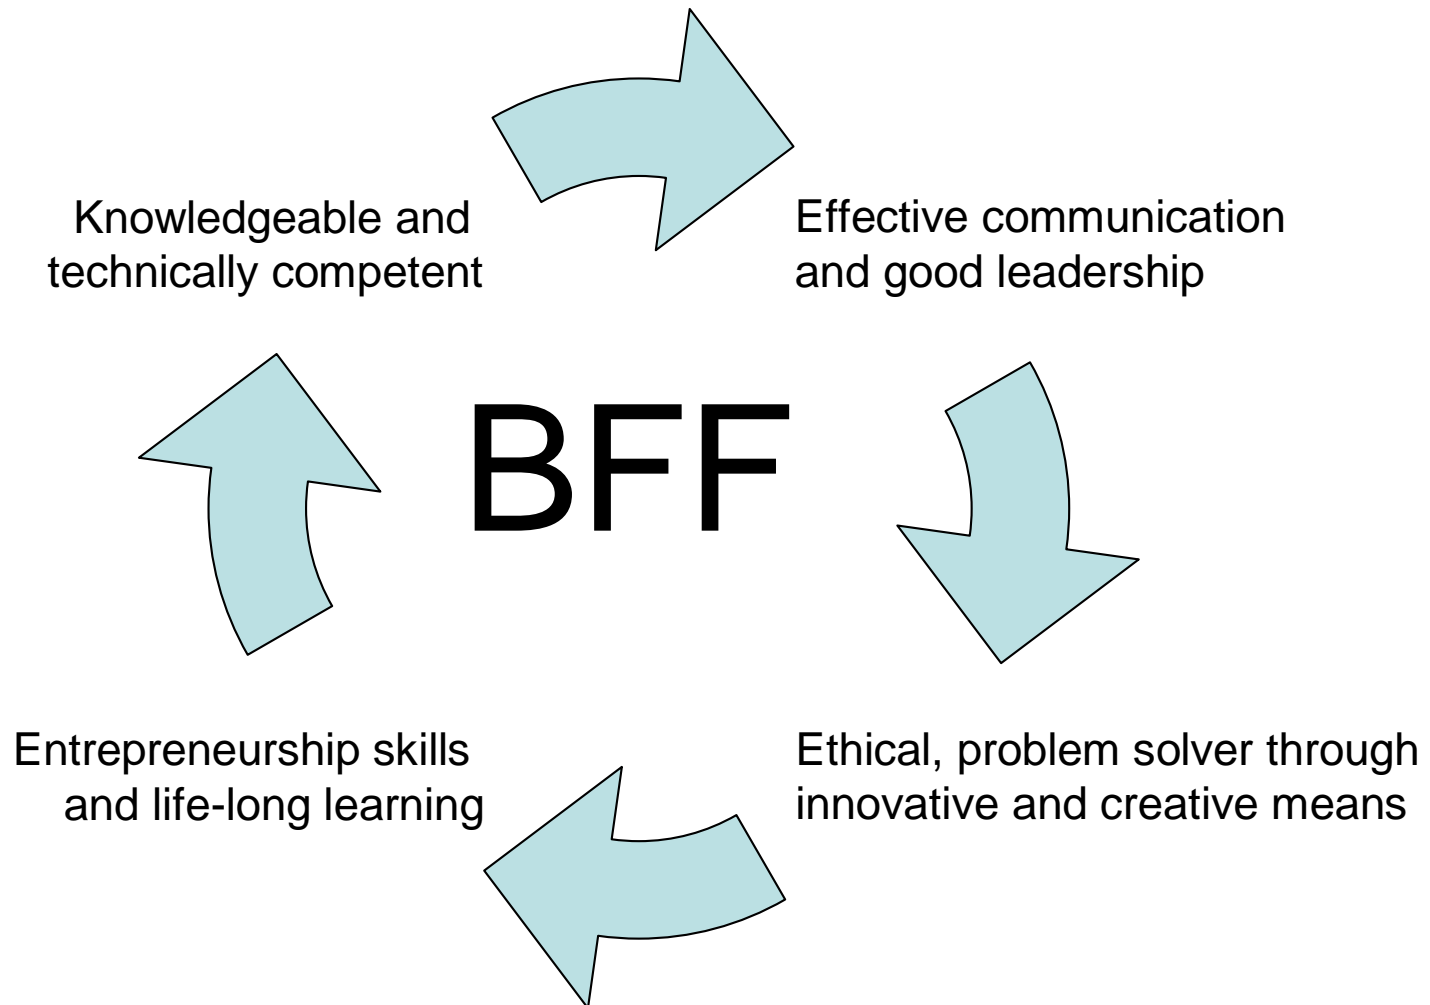 Knowledgeable and
technically competent
Effective communication
and good leadership
BFF
Entrepreneurship skills
and life-long learning
Ethical, problem solver through
innovative and creative means